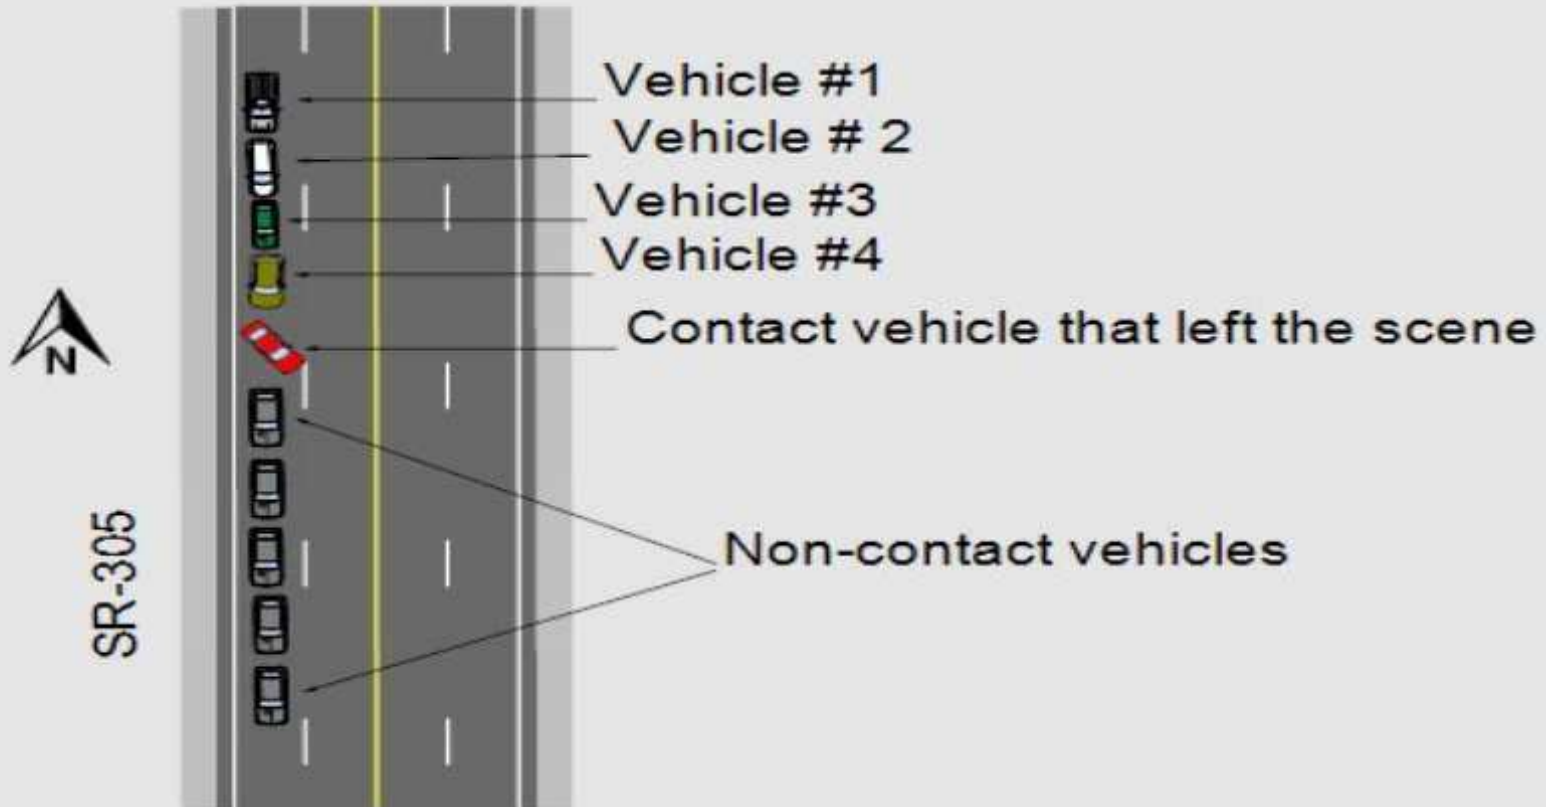 Vehicle #1
Vehicle # 2
Vehicle #3
Vehicle #4
Contact vehicle that left the scene
N
Non-contact vehicles
SR-305